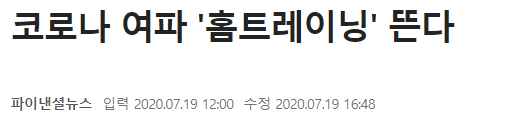 코로나 여파 '홈트레이닝' 뜬다
파이낸셜뉴스 입력 2020.07.19 12:00 수정 2020.07.19 16:48